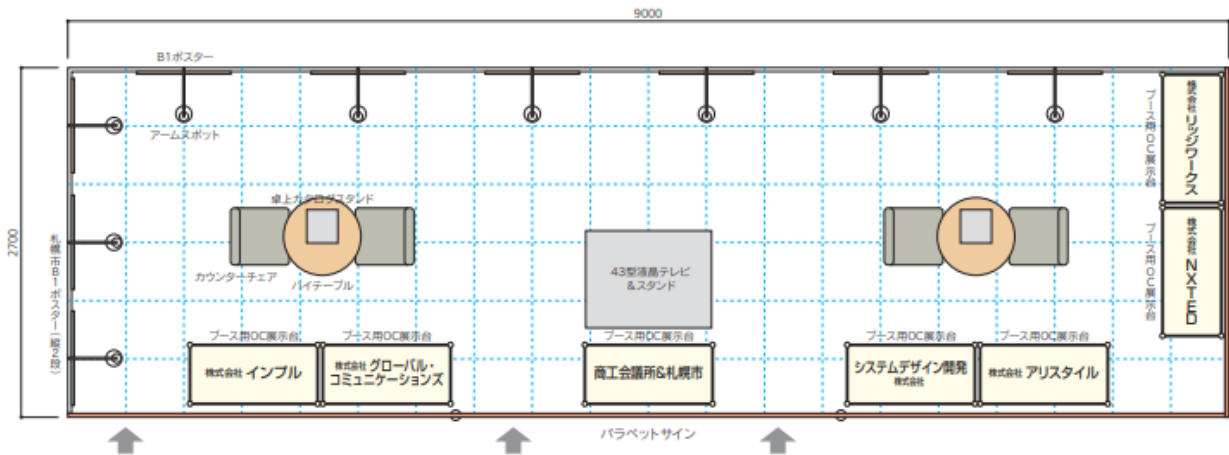 9000
2700
B1ポスター
アームスポット
卓上カタログスタンド
カウンターチェア
ハイテーブル
札幌市B1ポスター(縦2段)
43型液晶テレビ
&スタンド
ブース用OC展示台
株式会社 リッジワークス
ブース用OC展示台
株式会社 NXTED
ブース用OC展示台
株式会社 インプル
ブース用OC展示台
株式会社 グローバル・
コミュニケーションズ
ブース用OC展示台
商工会議所&札幌市
ブース用OC展示台
システムデザイン開発
株式会社
ブース用OC展示台
株式会社 アリスタイル
パラペットサイン